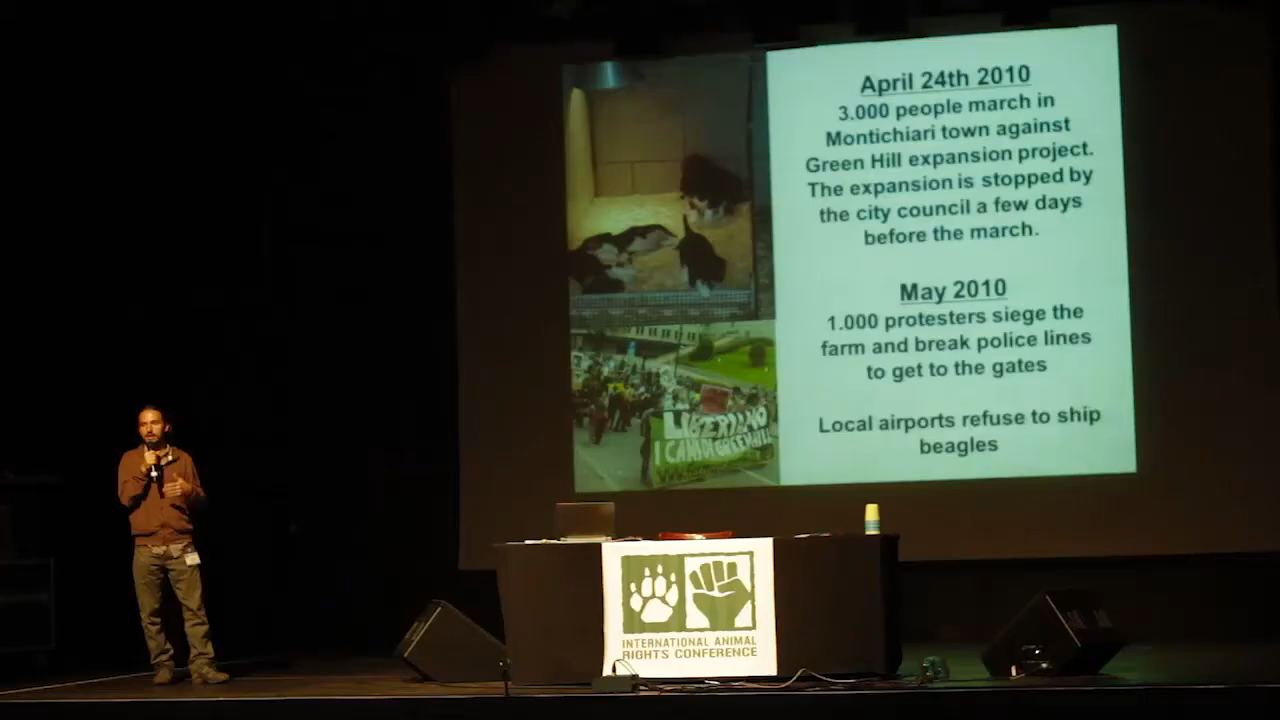 April 24th 2010
3.000 people march in
Montichiari town against
Green Hill expansion project.
The expansion is stopped by
the city council a few days
before the march.
May 2010
1.000 protesters siege the
farm and break police lines
to get to the gates
Local airports refuse to ship
beagles
LIBERIAMO
I CANI DI GREEN HILL
INTERNATIONAL ANIMAL
RIGHTS CONFERENCE